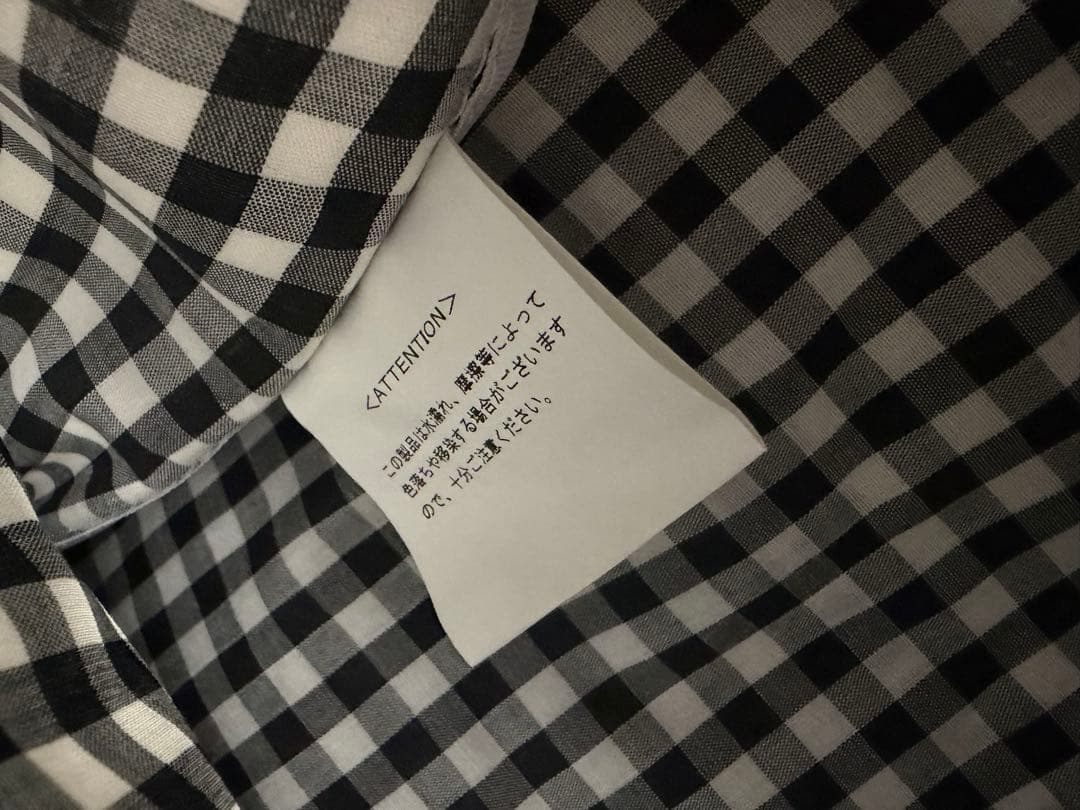 <ATTENTION>
この製品は水濡れ、摩擦等によって
色落ちや移染する場合がございます
ので、十分ご注意ください。